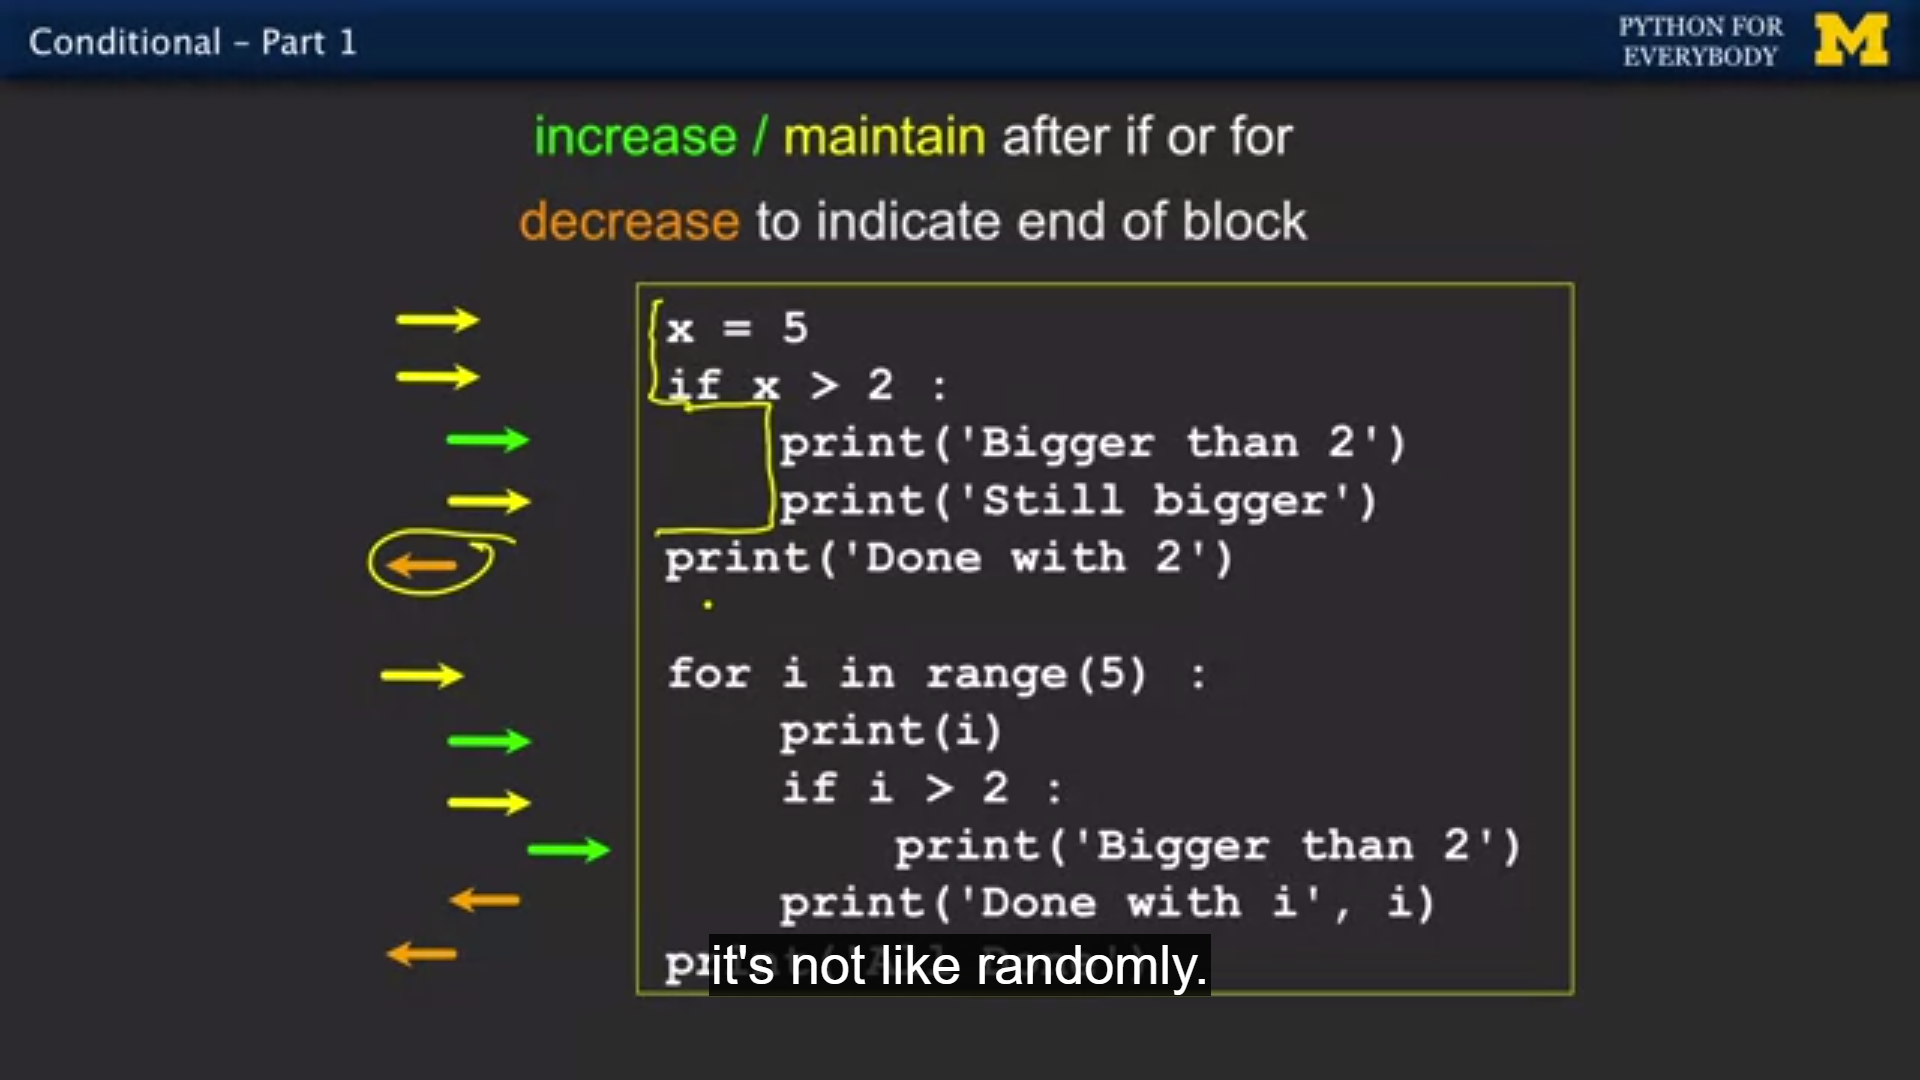 Conditional – Part 1
PYTHON FOR
EVERYBODY
M
increase / maintain after if or for
decrease to indicate end of block
x = 5
if x > 2 :
print('Bigger than 2')
print('Still bigger')
print('Done with 2')
for i in range(5) :
print(i)
if i > 2 :
print('Bigger than 2')
print('Done with i', i)
it's not like randomly.